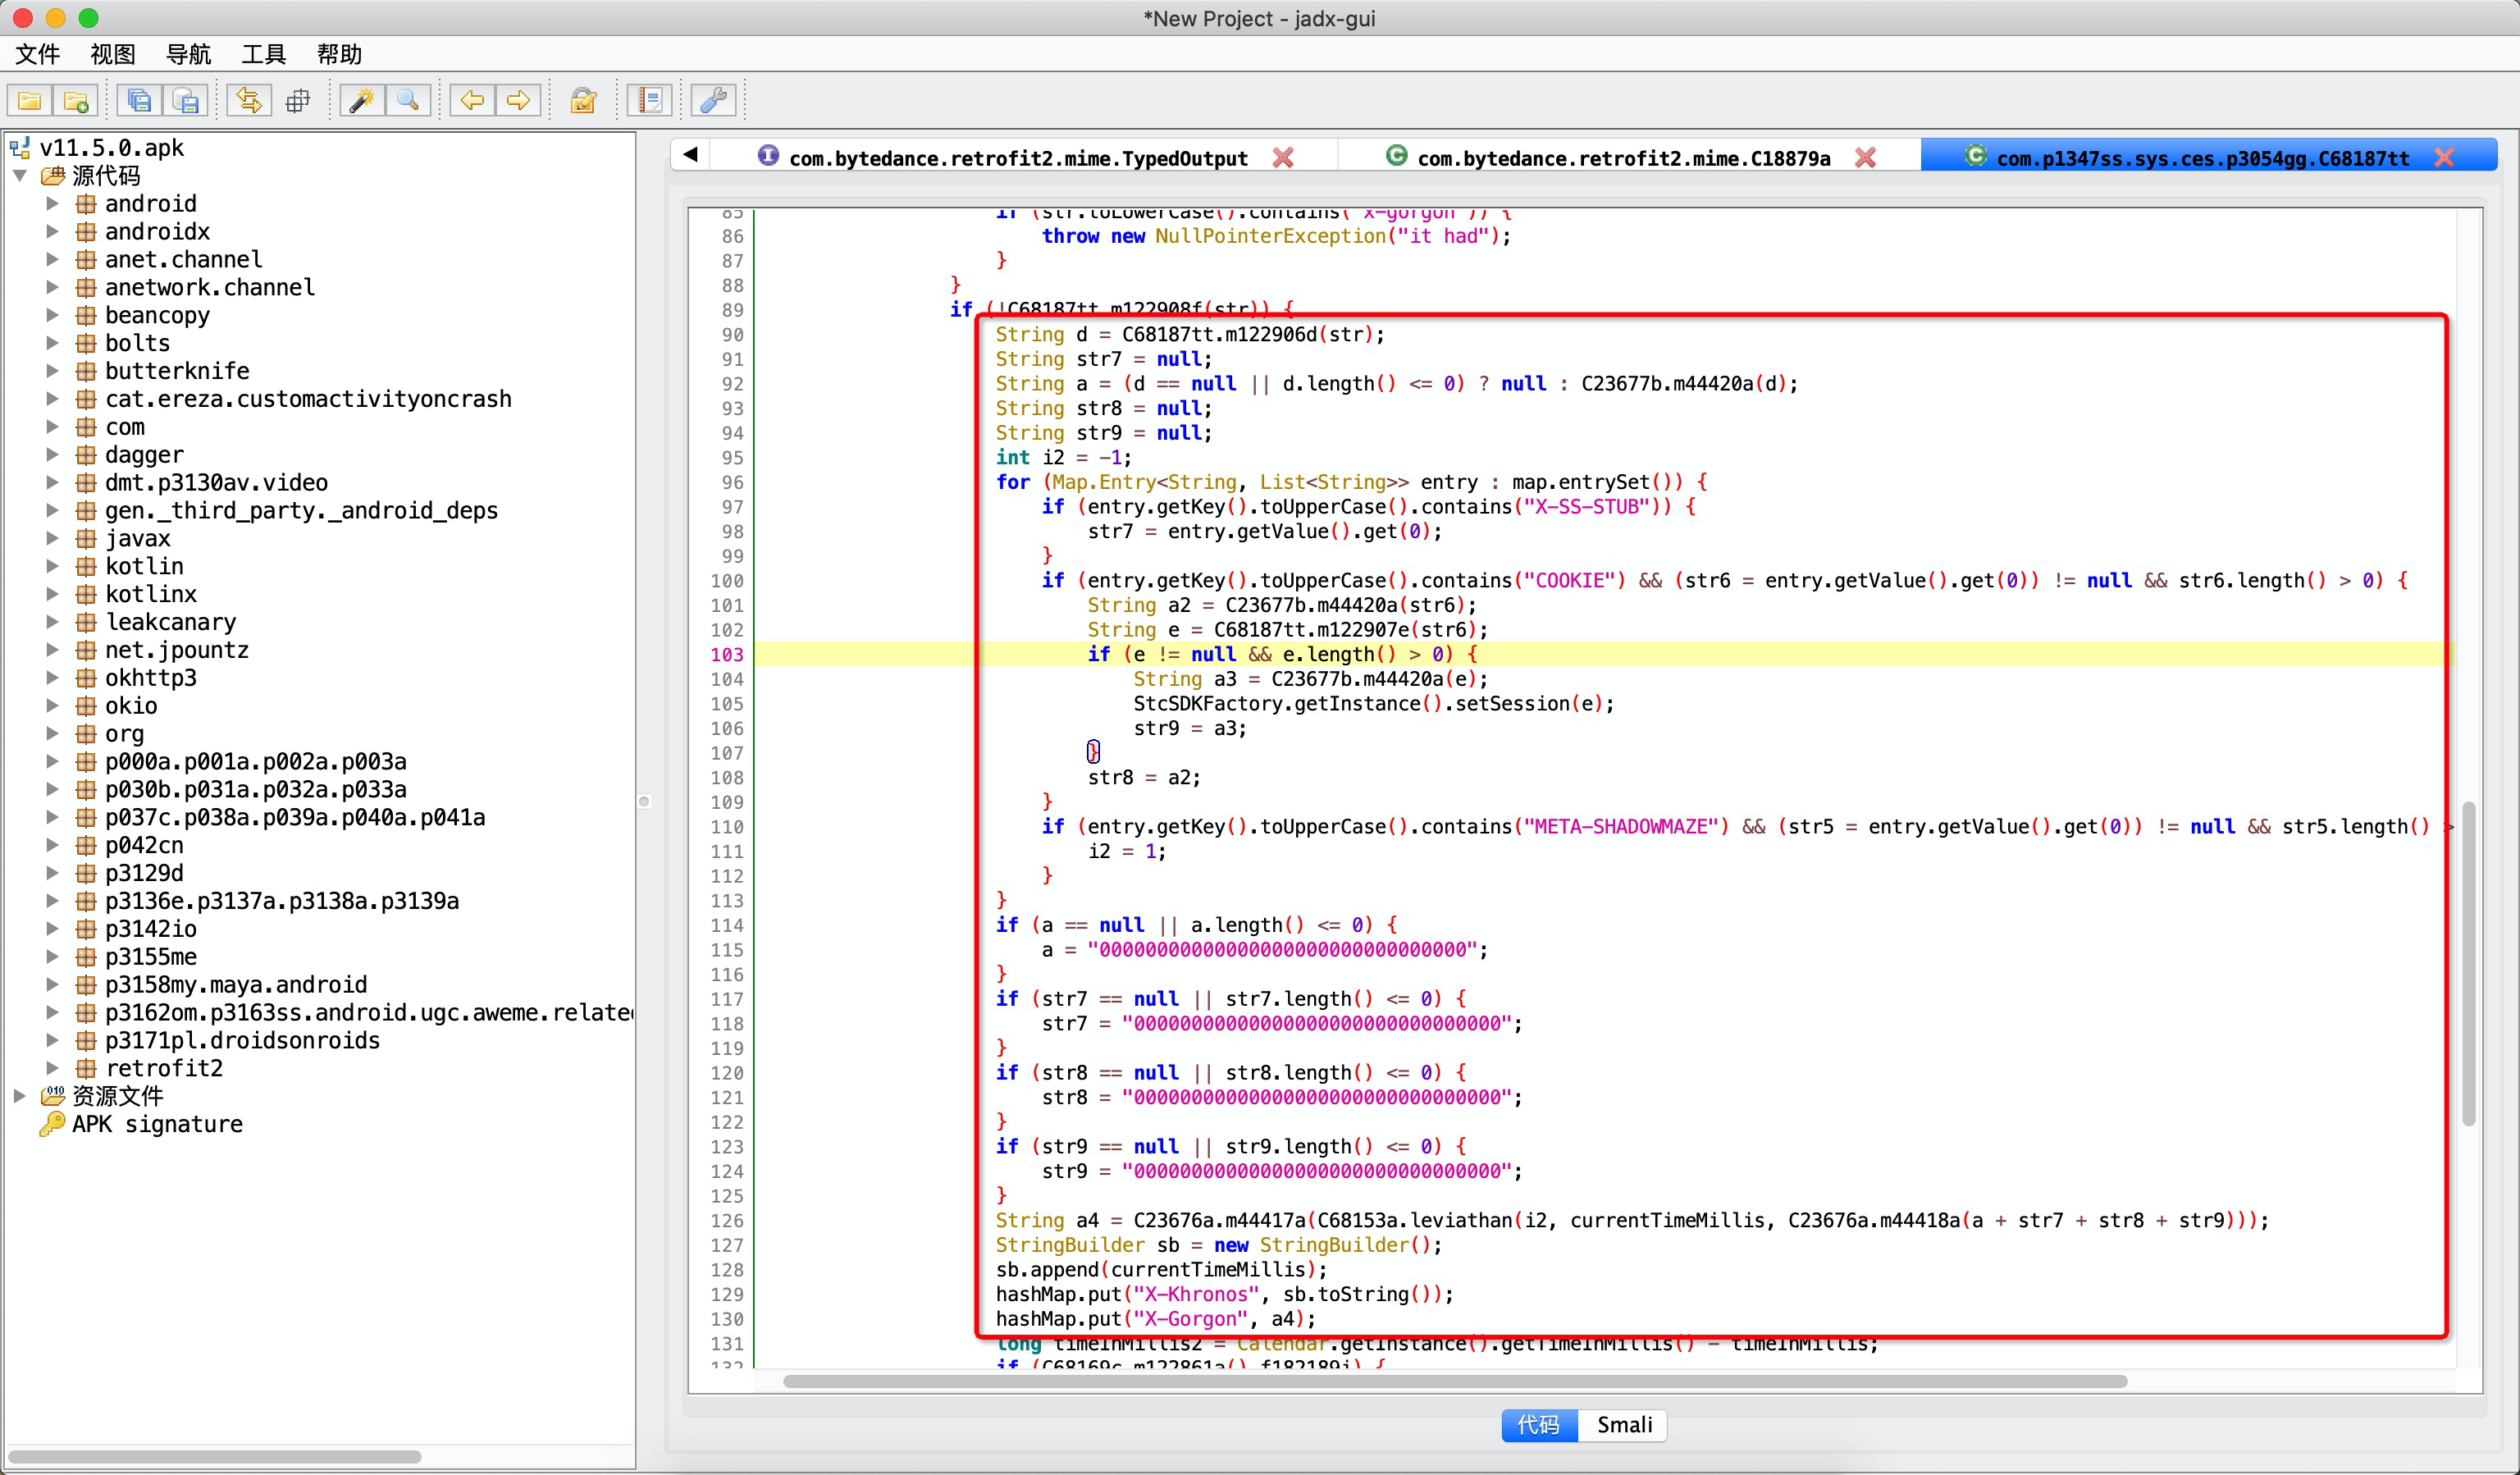 *New Project - jadx-gui
文件 视图 导航 工具 帮助
v11.5.0.apk
源代码
android
androidx
anet.channel
anetwork.channel
beancopy
bolts
butterknife
cat.ereza.customactivityoncrash
com
dagger
dmt.p3130av.video
gen._third_party._android_deps
javax
kotlin
kotlinx
leakcanary
net.jpountz
okhttp3
okio
org
p000a.p001a.p002a.p003a
p030b.p031a.p032a.p033a
p037c.p038a.p039a.p040a.p041a
p042cn
p3129d
p3136e.p3137a.p3138a.p3139a
p3142io
p3155me
p3158my.maya.android
p3162om.p3163ss.android.ugc.aweme.relate
p3171pl.droidsonroids
retrofit2
资源文件
APK signature
com.bytedance.retrofit2.mime.TypedOutput com.bytedance.retrofit2.mime.C18879a com.p1347ss.sys.ces.p3054gg.C68187tt
85 if (str.toLowerCase().contains("x-gorgon")) {
86 throw new NullPointerException("it had");
87 }
88 }
89 if (!C68187tt.m122908f(str)) {
90 String d = C68187tt.m122906d(str);
91 String str7 = null;
92 String a = (d == null || d.length() <= 0) ? null : C23677b.m44420a(d);
93 String str8 = null;
94 String str9 = null;
95 int i2 = -1;
96 for (Map.Entry<String, List<String>> entry : map.entrySet()) {
97 if (entry.getKey().toUpperCase().contains("X-SS-STUB")) {
98 str7 = entry.getValue().get(0);
99 }
100 if (entry.getKey().toUpperCase().contains("COOKIE") && (str6 = entry.getValue().get(0)) != null && str6.length() > 0) {
101 String a2 = C23677b.m44420a(str6);
102 String e = C68187tt.m122907e(str6);
103 if (e != null && e.length() > 0) {
104 String a3 = C23677b.m44420a(e);
105 StcSDKFactory.getInstance().setSession(e);
106 str9 = a3;
107 }
108 str8 = a2;
109 }
110 if (entry.getKey().toUpperCase().contains("META-SHADOWMAZE") && (str5 = entry.getValue().get(0)) != null && str5.length() >
111 i2 = 1;
112 }
113 }
114 if (a == null || a.length() <= 0) {
115 a = "00000000000000000000000000000000";
116 }
117 if (str7 == null || str7.length() <= 0) {
118 str7 = "00000000000000000000000000000000";
119 }
120 if (str8 == null || str8.length() <= 0) {
121 str8 = "00000000000000000000000000000000";
122 }
123 if (str9 == null || str9.length() <= 0) {
124 str9 = "00000000000000000000000000000000";
125 }
126 String a4 = C23676a.m44417a(C68153a.leviathan(i2, currentTimeMillis, C23676a.m44418a(a + str7 + str8 + str9)));
127 StringBuilder sb = new StringBuilder();
128 sb.append(currentTimeMillis);
129 hashMap.put("X-Khronos", sb.toString());
130 hashMap.put("X-Gorgon", a4);
131 long timeInMillis2 = Calendar.getInstance().getTimeInMillis() - timeInMillis;
132 if (C68169c.m122861a().f182189i) {
代码 Smali